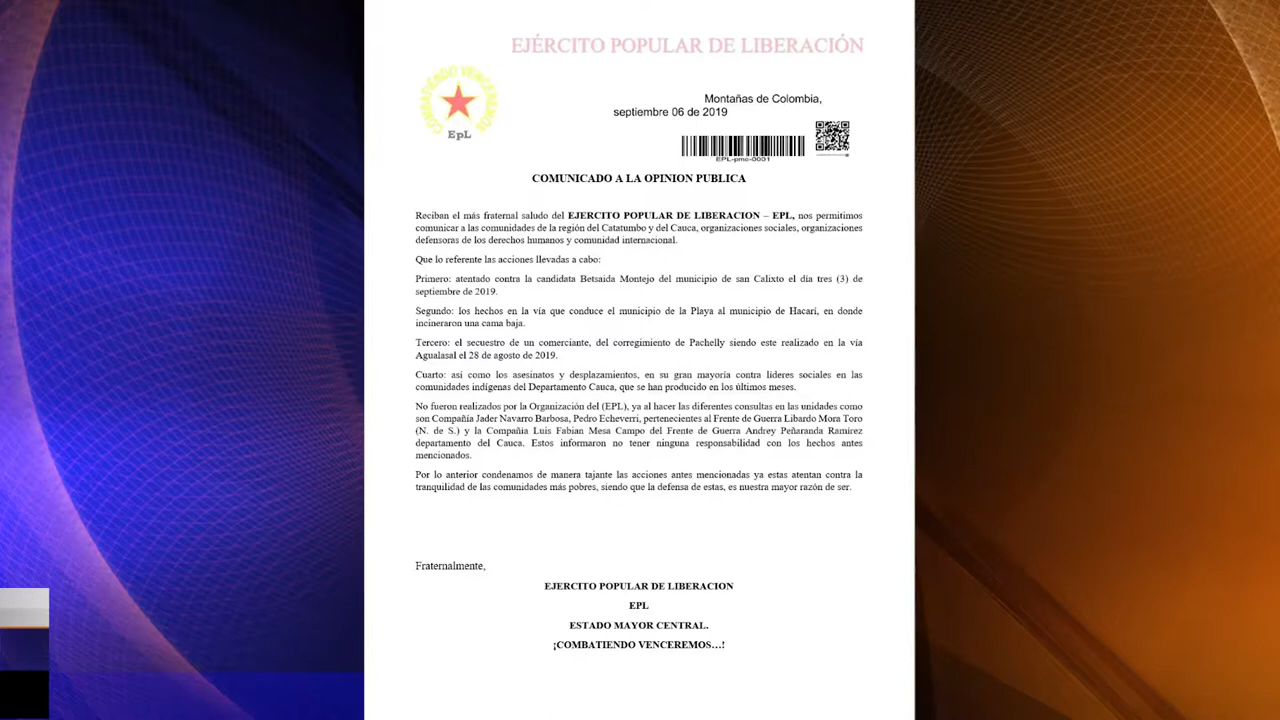 EJÉRCITO POPULAR DE LIBERACIÓN
COMBATIENDO VENCEREMOS
EpL
Montañas de Colombia,
septiembre 06 de 2019
EPL-pmc-0001
COMUNICADO A LA OPINION PUBLICA
Reciban el más fraternal saludo del EJERCITO POPULAR DE LIBERACION – EPL, nos permitimos
comunicar a las comunidades de la región del Catatumbo y del Cauca, organizaciones sociales, organizaciones
defensoras de los derechos humanos y comunidad internacional.
Que lo referente las acciones llevadas a cabo:
Primero: atentado contra la candidata Betsaida Montejo del municipio de san Calixto el día tres (3) de
septiembre de 2019.
Segundo: los hechos en la vía que conduce el municipio de la Playa al municipio de Hacarí, en donde
incineraron una cama baja.
Tercero: el secuestro de un comerciante, del corregimiento de Pachelly siendo este realizado en la vía
Agualasal el 28 de agosto de 2019.
Cuarto: así como los asesinatos y desplazamientos, en su gran mayoría contra líderes sociales en las
comunidades indígenas del Departamento Cauca, que se han producido en los últimos meses.
No fueron realizados por la Organización del (EPL), ya al hacer las diferentes consultas en las unidades como
son Compañía Jader Navarro Barbosa, Pedro Echeverri, pertenecientes al Frente de Guerra Libardo Mora Toro
(N. de S.) y la Compañía Luis Fabian Mesa Campo del Frente de Guerra Andrey Peñaranda Ramírez
departamento del Cauca. Estos informaron no tener ninguna responsabilidad con los hechos antes
mencionados.
Por lo anterior condenamos de manera tajante las acciones antes mencionadas ya estas atentan contra la
tranquilidad de las comunidades más pobres, siendo que la defensa de estas, es nuestra mayor razón de ser.
Fraternalmente,
EJERCITO POPULAR DE LIBERACION
EPL
ESTADO MAYOR CENTRAL.
¡COMBATIENDO VENCEREMOS...!